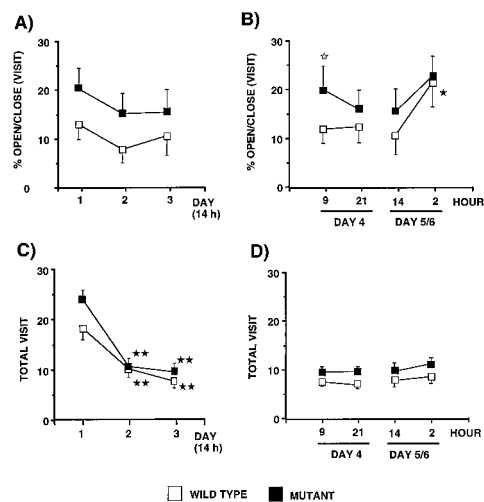 A)
% OPEN/CLOSE (VISIT)
30
20
10
0
1 2 3 DAY
(14 h)
B)
% OPEN/CLOSE (VISIT)
30
20
10
0
☆
★
9 21 14 2 HOUR
DAY 4 DAY 5/6
C)
TOTAL VISIT
30
20
10
0
★★
★★
★★
★★
1 2 3 DAY
(14 h)
D)
TOTAL VISIT
30
20
10
0
9 21 14 2 HOUR
DAY 4 DAY 5/6
WILD TYPE MUTANT